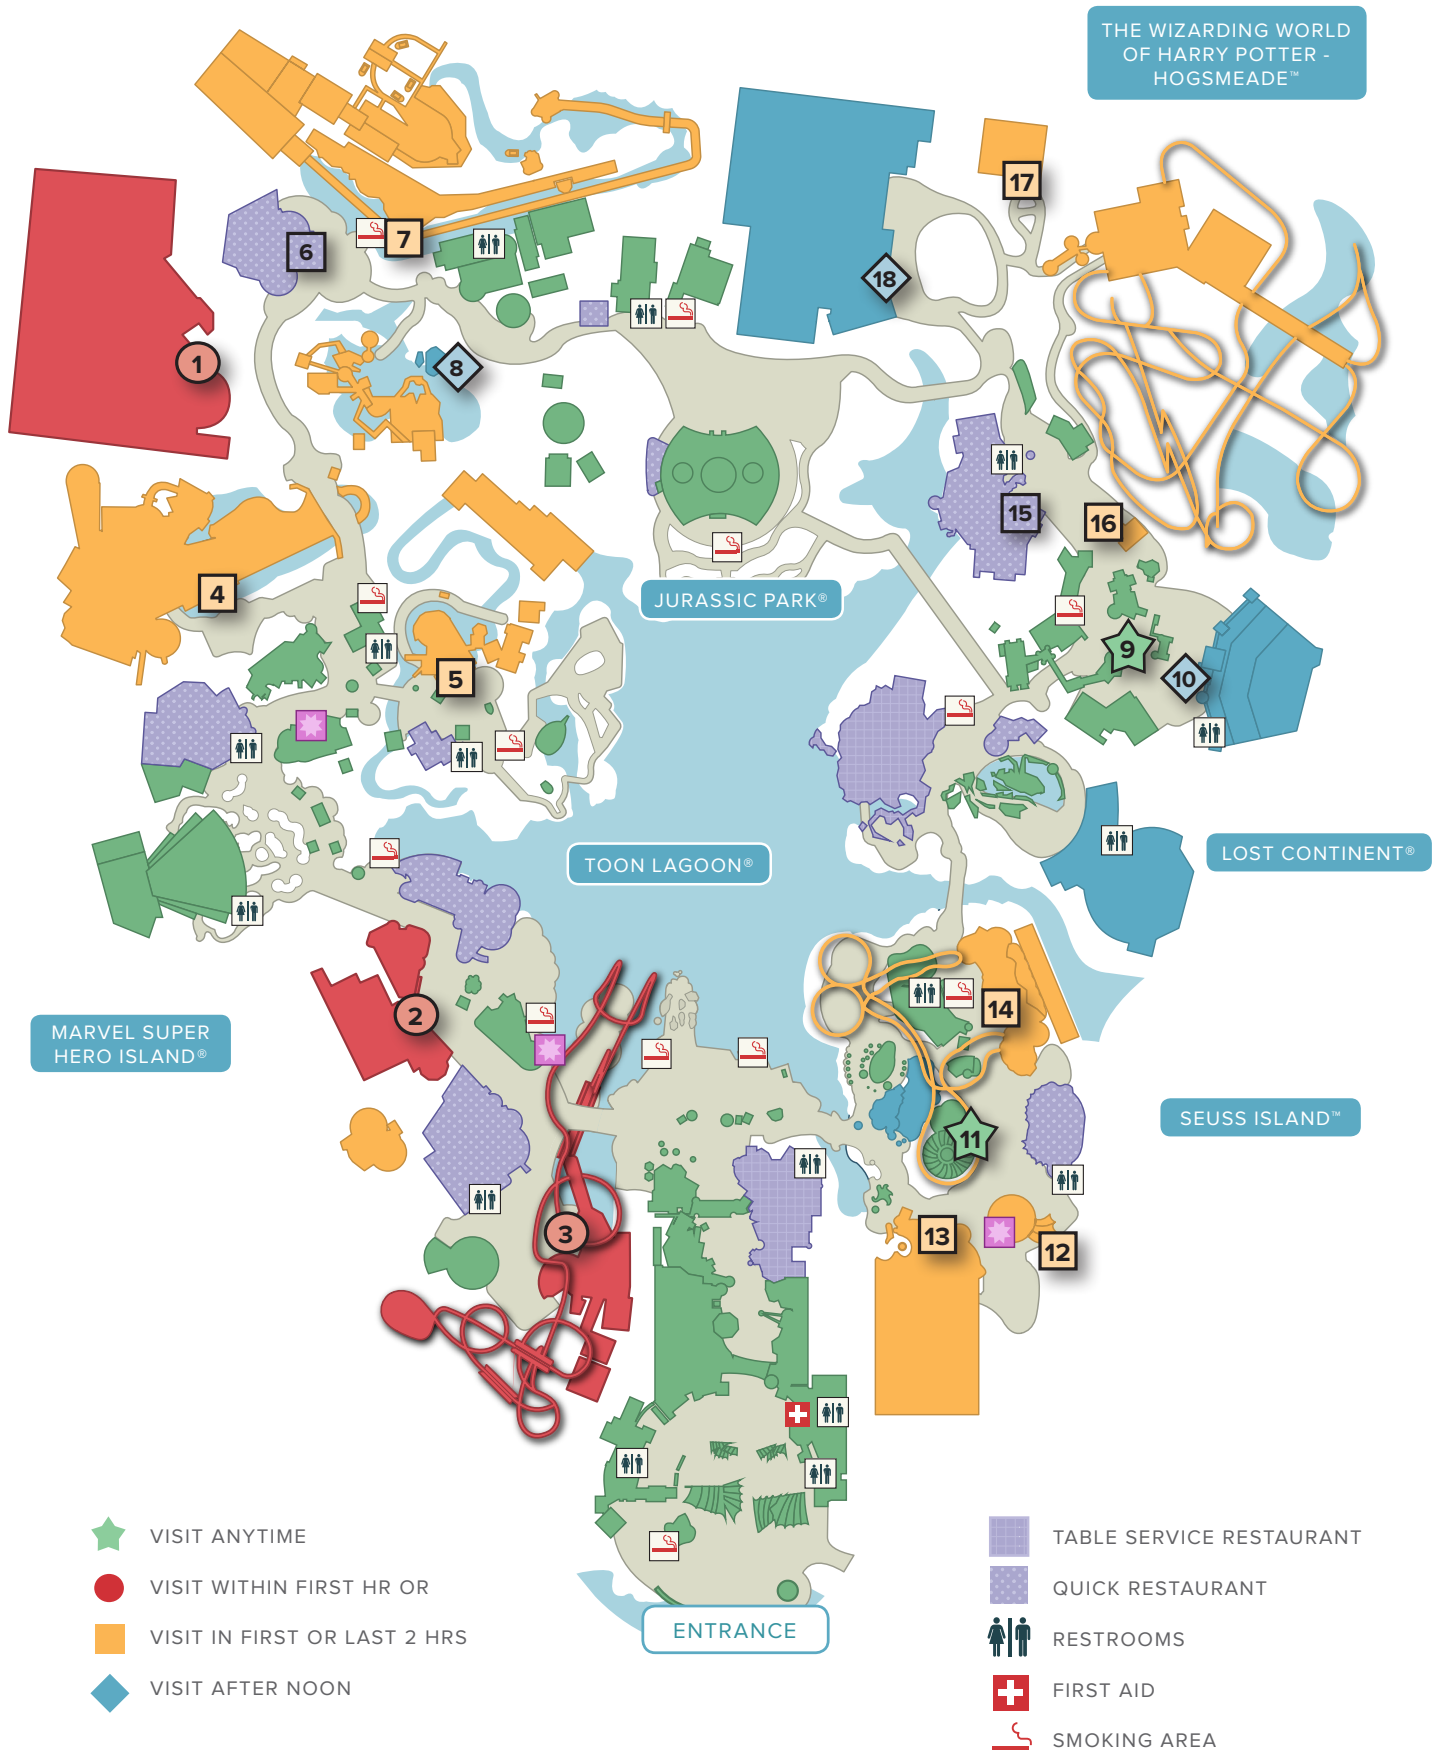 THE WIZARDING WORLD
OF HARRY POTTER -
HOGSMEADE™
17
7
6
18
1
8
15
16
4
JURASSIC PARK®
9
5
10
TOON LAGOON®
LOST CONTINENT®
14
2
MARVEL SUPER
HERO ISLAND®
SEUSS ISLAND™
11
3
13
12
VISIT ANYTIME
VISIT WITHIN FIRST HR OR
VISIT IN FIRST OR LAST 2 HRS
VISIT AFTER NOON
ENTRANCE
TABLE SERVICE RESTAURANT
QUICK RESTAURANT
RESTROOMS
FIRST AID
SMOKING AREA